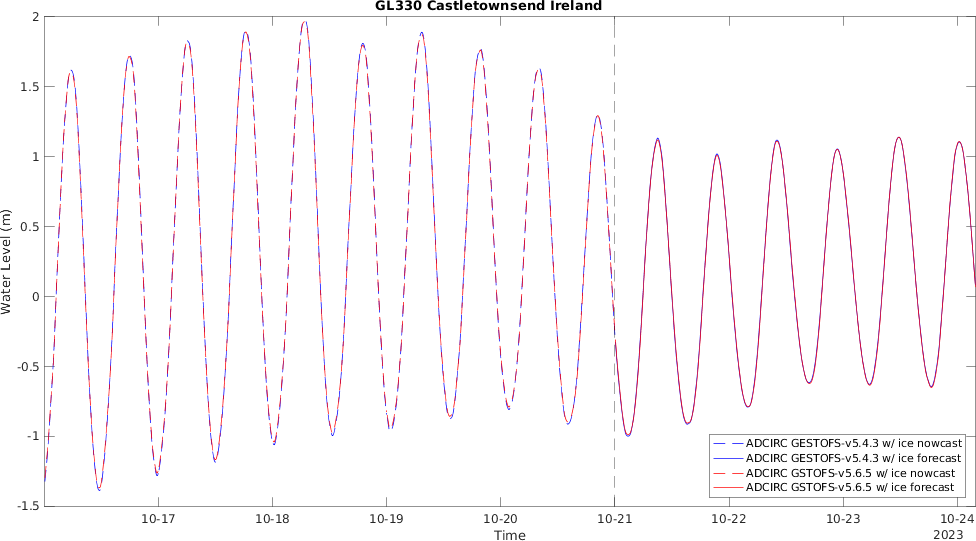 GL330 Castletownsend Ireland
2
1.5
1
0.5
0
-0.5
-1
-1.5
Water Level (m)
ADCIRC GESTOFS-v5.4.3 w/ ice nowcast
ADCIRC GESTOFS-v5.4.3 w/ ice forecast
ADCIRC GSTOFS-v5.6.5 w/ ice nowcast
ADCIRC GSTOFS-v5.6.5 w/ ice forecast
10-17 10-18 10-19 10-20 10-21 10-22 10-23 10-24
Time 2023